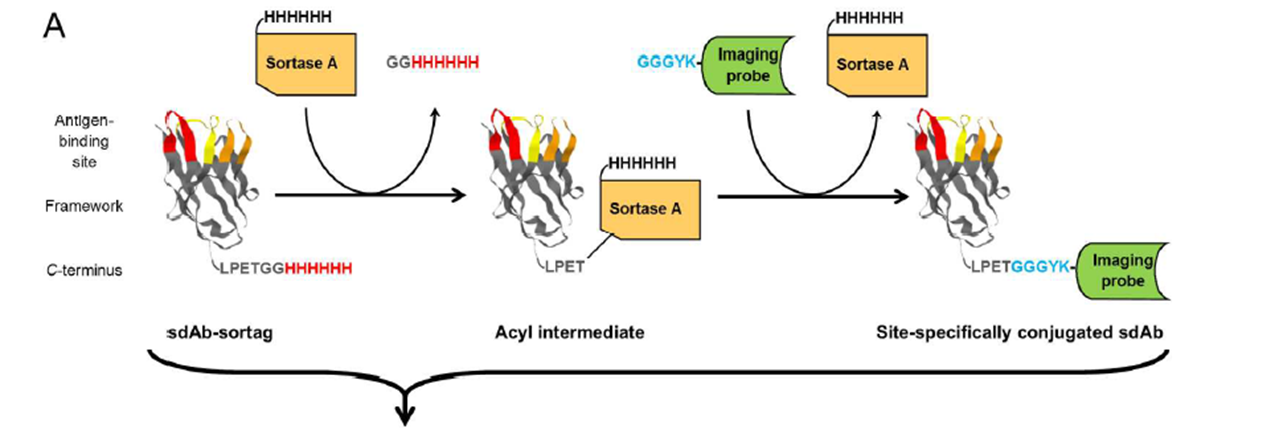 A
HHHHHH
Sortase A
GGHHHHHH
GGGYK
Imaging
probe
HHHHHH
Sortase A
Antigen-
binding
site
HHHHHH
Sortase A
Framework
C-terminus
LPETGGHHHHHH
LPET
LPETGGGYK
Imaging
probe
sdAb-sortag
Acyl intermediate
Site-specifically conjugated sdAb